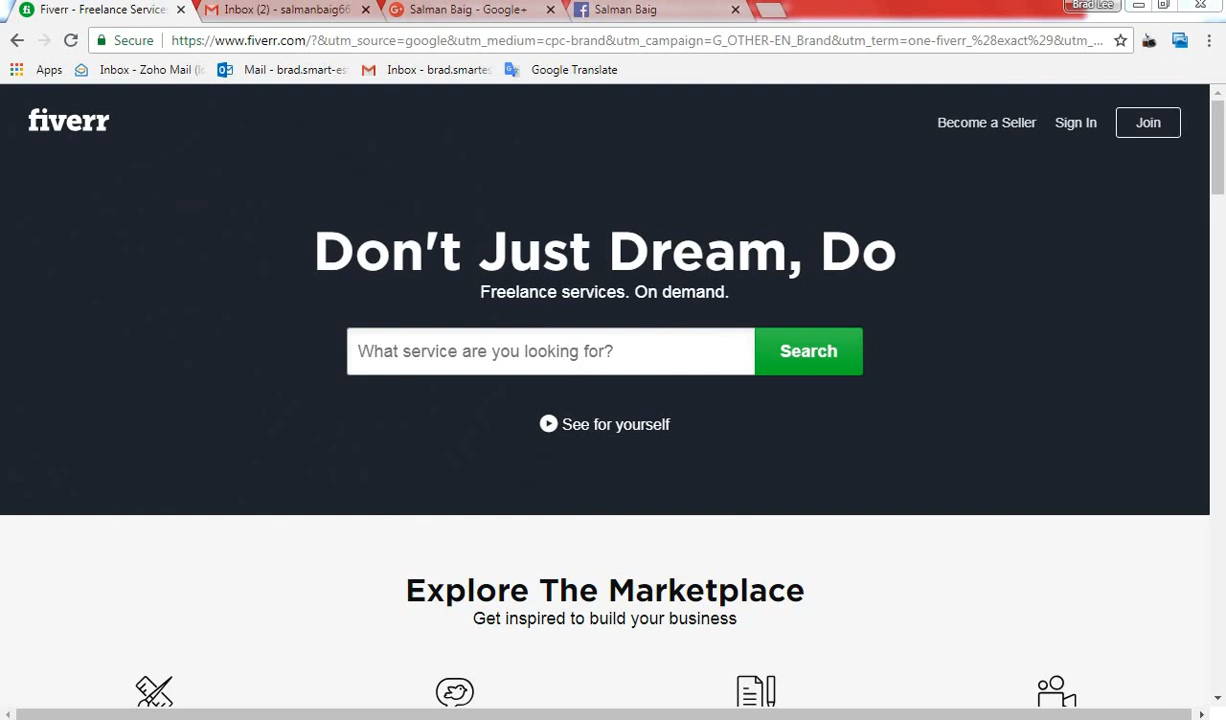 Fiverr - Freelance Service
Inbox (2) - salmanbaig66
Salman Baig - Google+
Salman Baig
Brad Lee
Secure
https://www.fiverr.com/?&utm_source=google&utm_medium=cpc-brand&utm_campaign=G_OTHER-EN_Brand&utm_term=one-fiverr_%28exact%29&utm_...
Apps
Inbox - Zoho Mail (ic
Mail - brad.smart-es
Inbox - brad.smartes
Google Translate
fiverr
Become a Seller
Sign In
Join
Don't Just Dream, Do
Freelance services. On demand.
What service are you looking for?
Search
See for yourself
Explore The Marketplace
Get inspired to build your business